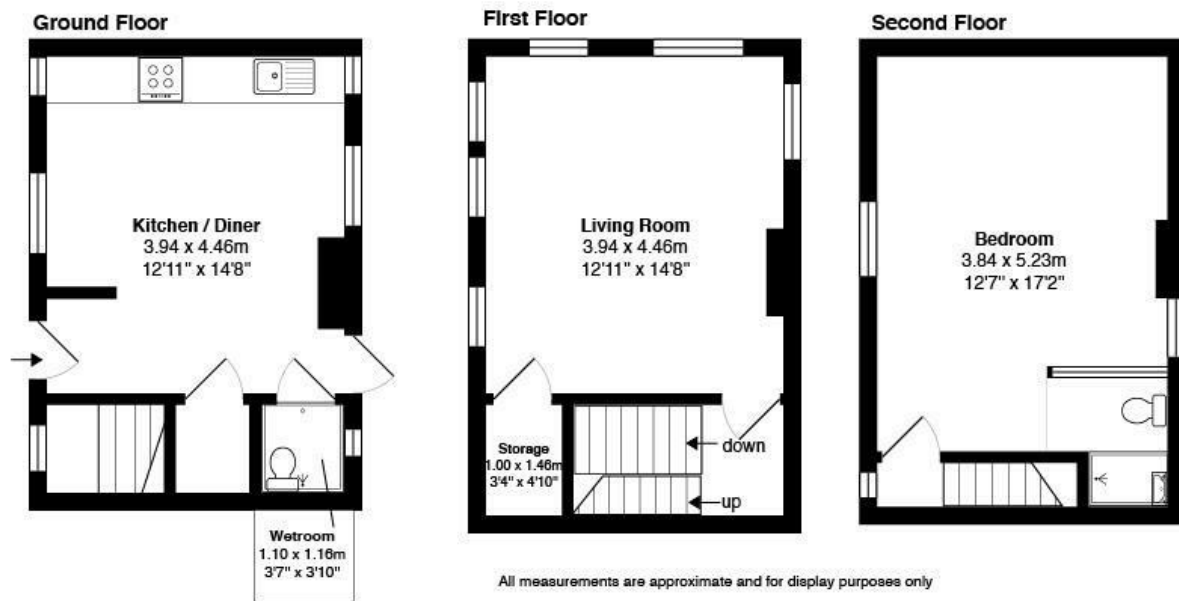 Ground Floor
Kitchen / Diner
3.94 x 4.46m
12'11" x 14'8"
Wetroom
1.10 x 1.16m
3'7" x 3'10"
First Floor
Living Room
3.94 x 4.46m
12'11" x 14'8"
Storage
1.00 x 1.46m
3'4" x 4'10"
down
up
Second Floor
Bedroom
3.84 x 5.23m
12'7" x 17'2"
All measurements are approximate and for display purposes only